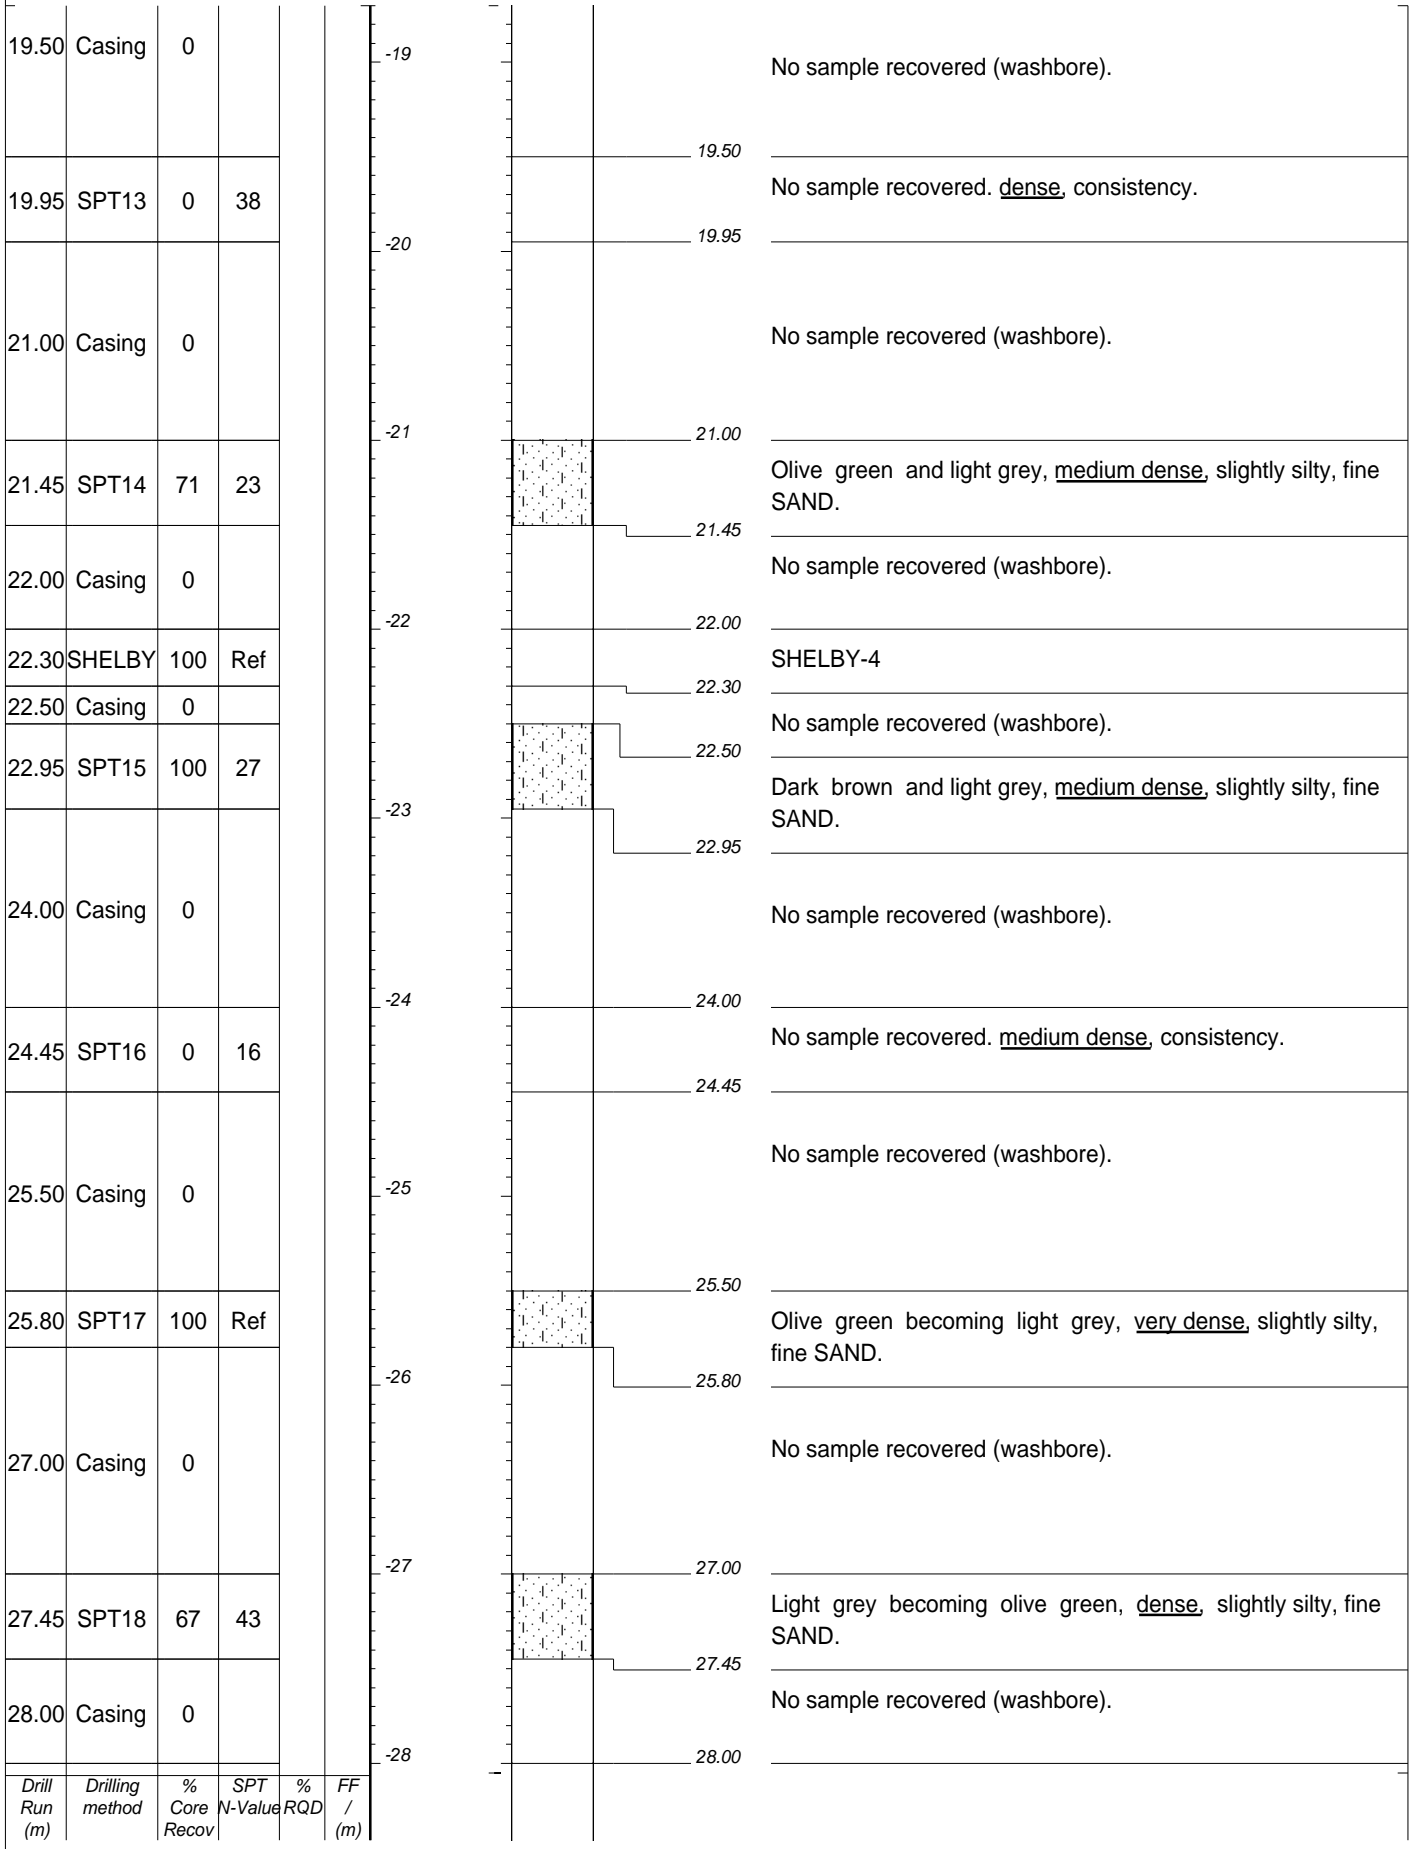 19.50 Casing 0
-19
No sample recovered (washbore).
19.50
19.95 SPT13 0 38
No sample recovered. dense, consistency.
-20
19.95
21.00 Casing 0
No sample recovered (washbore).
-21
21.00
21.45 SPT14 71 23
Olive green and light grey, medium dense, slightly silty, fine
SAND.
21.45
22.00 Casing 0
No sample recovered (washbore).
-22
22.00
22.30 SHELBY 100 Ref
SHELBY-4
22.30
22.50 Casing 0
No sample recovered (washbore).
22.50
22.95 SPT15 100 27
Dark brown and light grey, medium dense, slightly silty, fine
SAND.
-23
22.95
24.00 Casing 0
No sample recovered (washbore).
-24
24.00
24.45 SPT16 0 16
No sample recovered. medium dense, consistency.
24.45
25.50 Casing 0
No sample recovered (washbore).
-25
25.50
25.80 SPT17 100 Ref
Olive green becoming light grey, very dense, slightly silty,
fine SAND.
-26
25.80
27.00 Casing 0
No sample recovered (washbore).
-27
27.00
27.45 SPT18 67 43
Light grey becoming olive green, dense, slightly silty, fine
SAND.
27.45
28.00 Casing 0
No sample recovered (washbore).
-28
28.00
Drill Drilling % SPT % FF
Run method Core N-Value RQD /
(m) Recov (m)